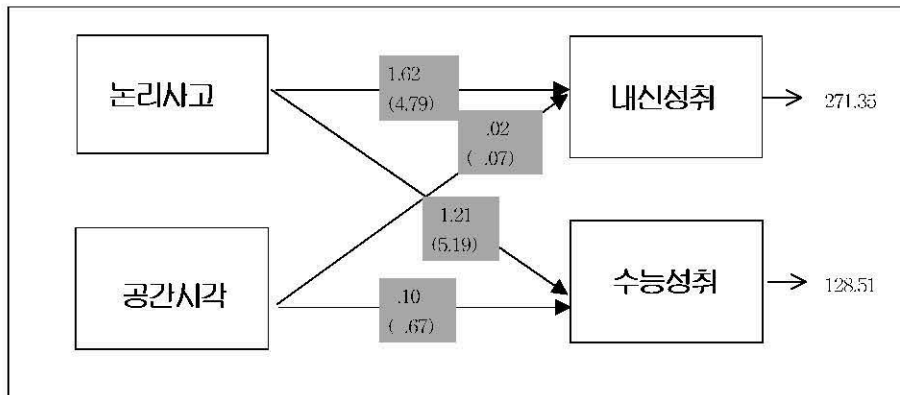 논리사고
1.62
(4.79)
내신성취
271.35
.02
( .07)
1.21
(5.19)
공간시각
.10
( .67)
수능성취
128.51